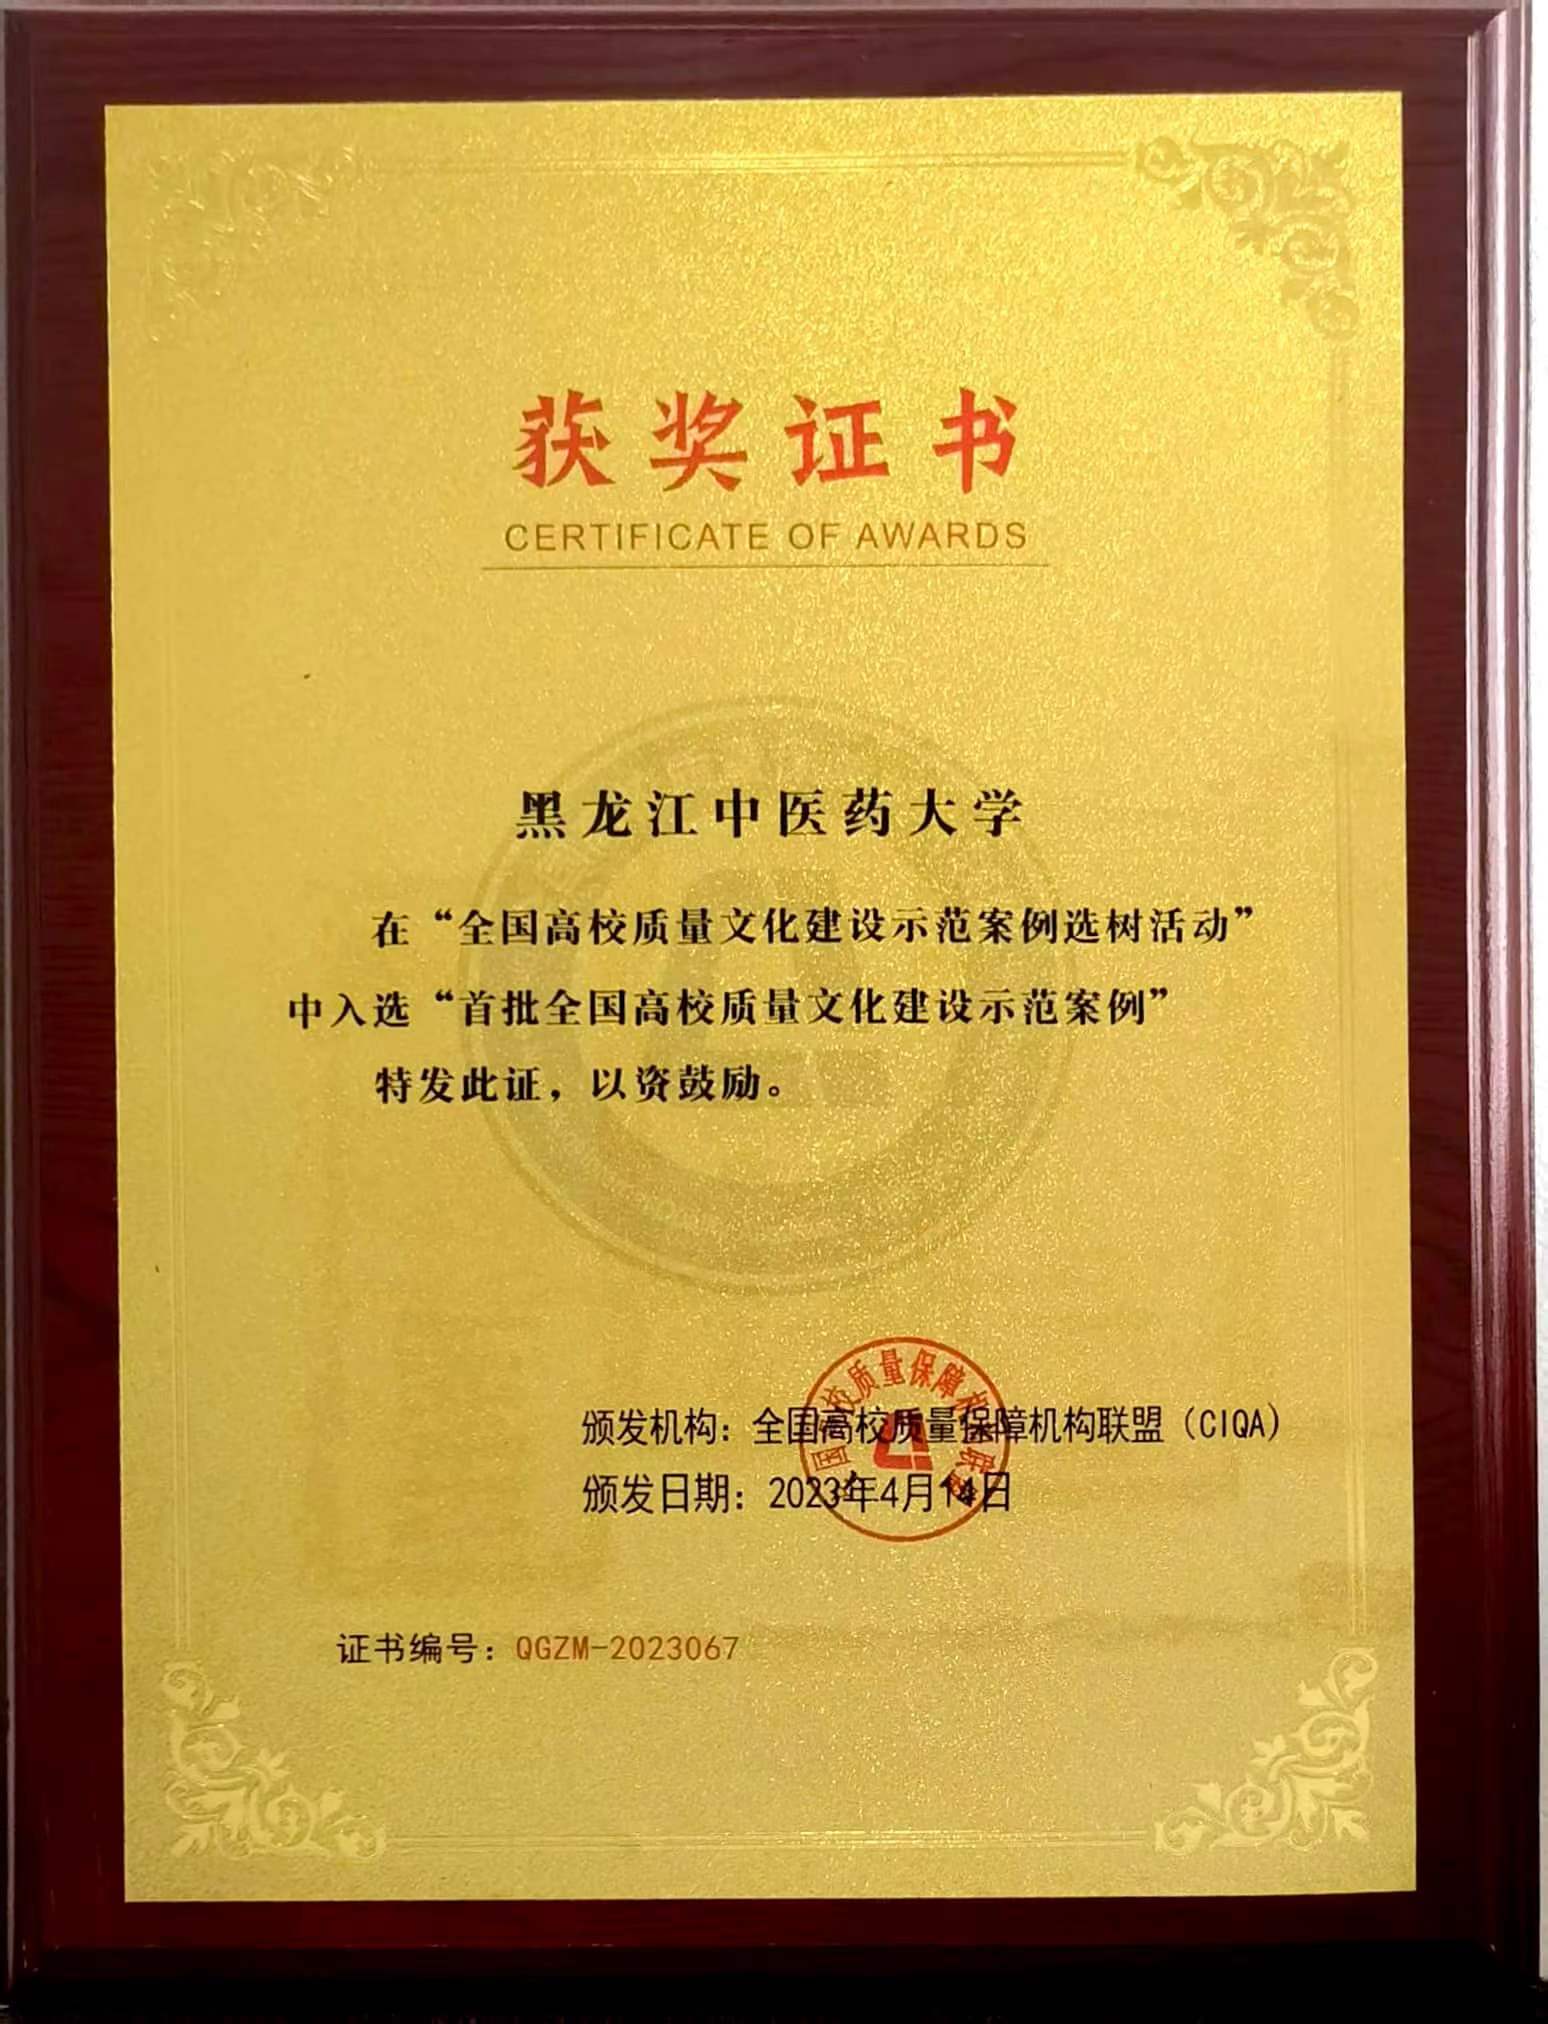 获奖证书
CERTIFICATE OF AWARDS
黑龙江中医药大学
在“全国高校质量文化建设示范案例选树活动”
中入选“首批全国高校质量文化建设示范案例”
特发此证，以资鼓励。
颁发机构：全国高校质量保障机构联盟（CIQA）
颁发日期：2023年4月14日
证书编号：QGZM-2023067